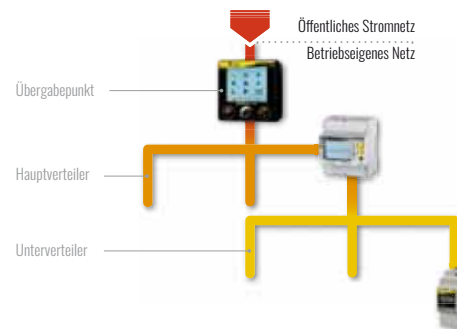 Öffentliches Stromnetz
Betriebseigenes Netz
Übergabepunkt
Hauptverteiler
Unterverteiler